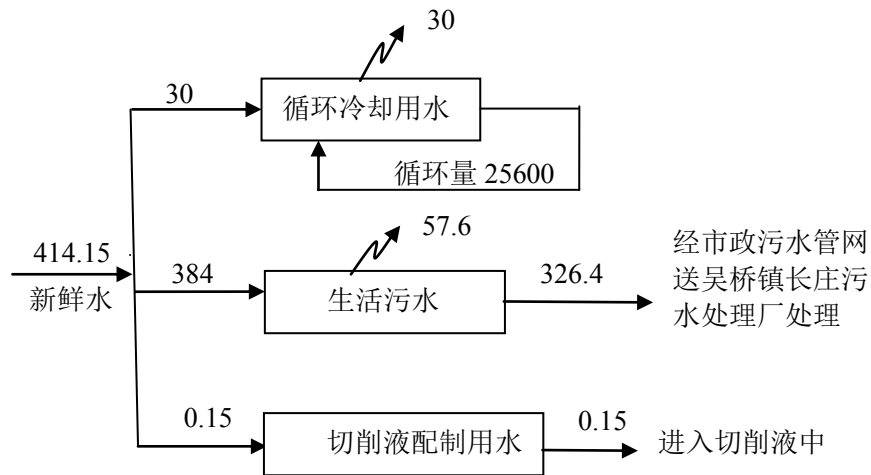 30
30
循环冷却用水
循环量 25600
57.6
414.15
新鲜水
384
生活污水
326.4
经市政污水管网
送吴桥镇长庄污
水处理厂处理
0.15
切削液配制用水
0.15
进入切削液中